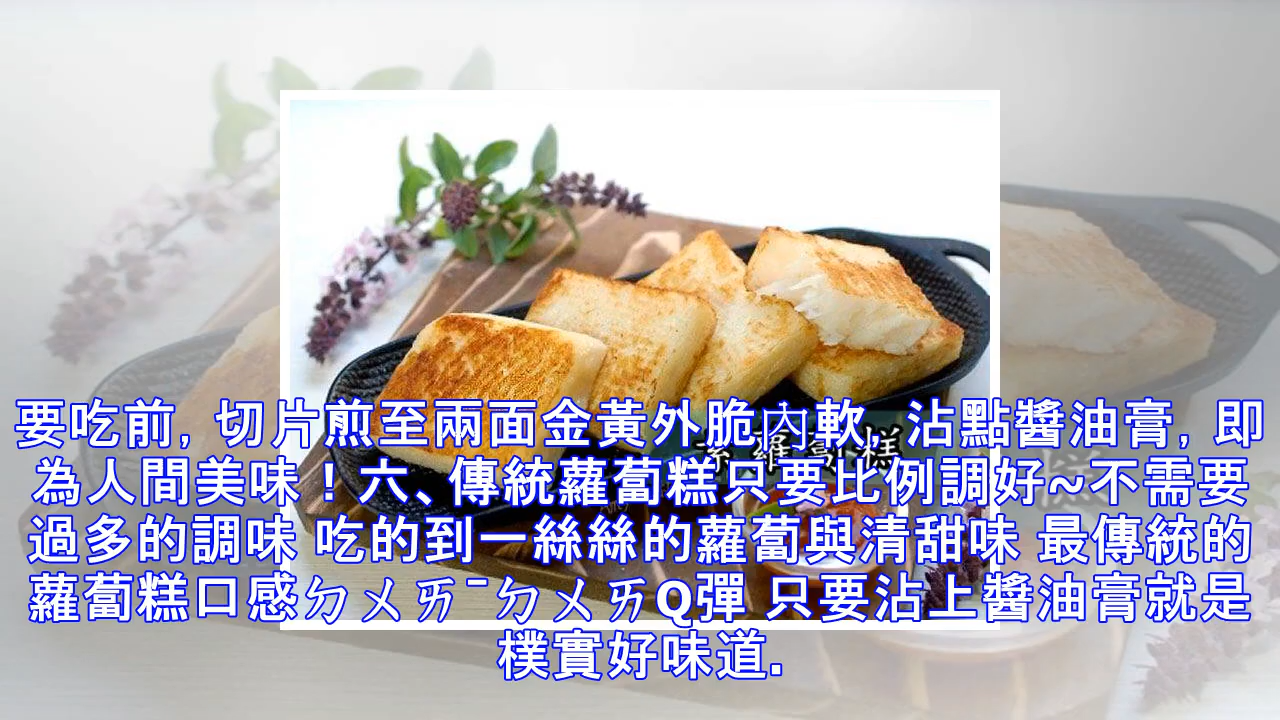 要吃前, 切片煎至兩面金黃外脆內軟, 沾點醬油膏, 即
為人間美味！六、傳統蘿蔔糕只要比例調好~不需要
過多的調味 吃的到一絲絲的蘿蔔與清甜味 最傳統的
蘿蔔糕口感ㄉㄨㄞˉㄉㄨㄞQ彈 只要沾上醬油膏就是
樸實好味道.
素 蘿蔔糕